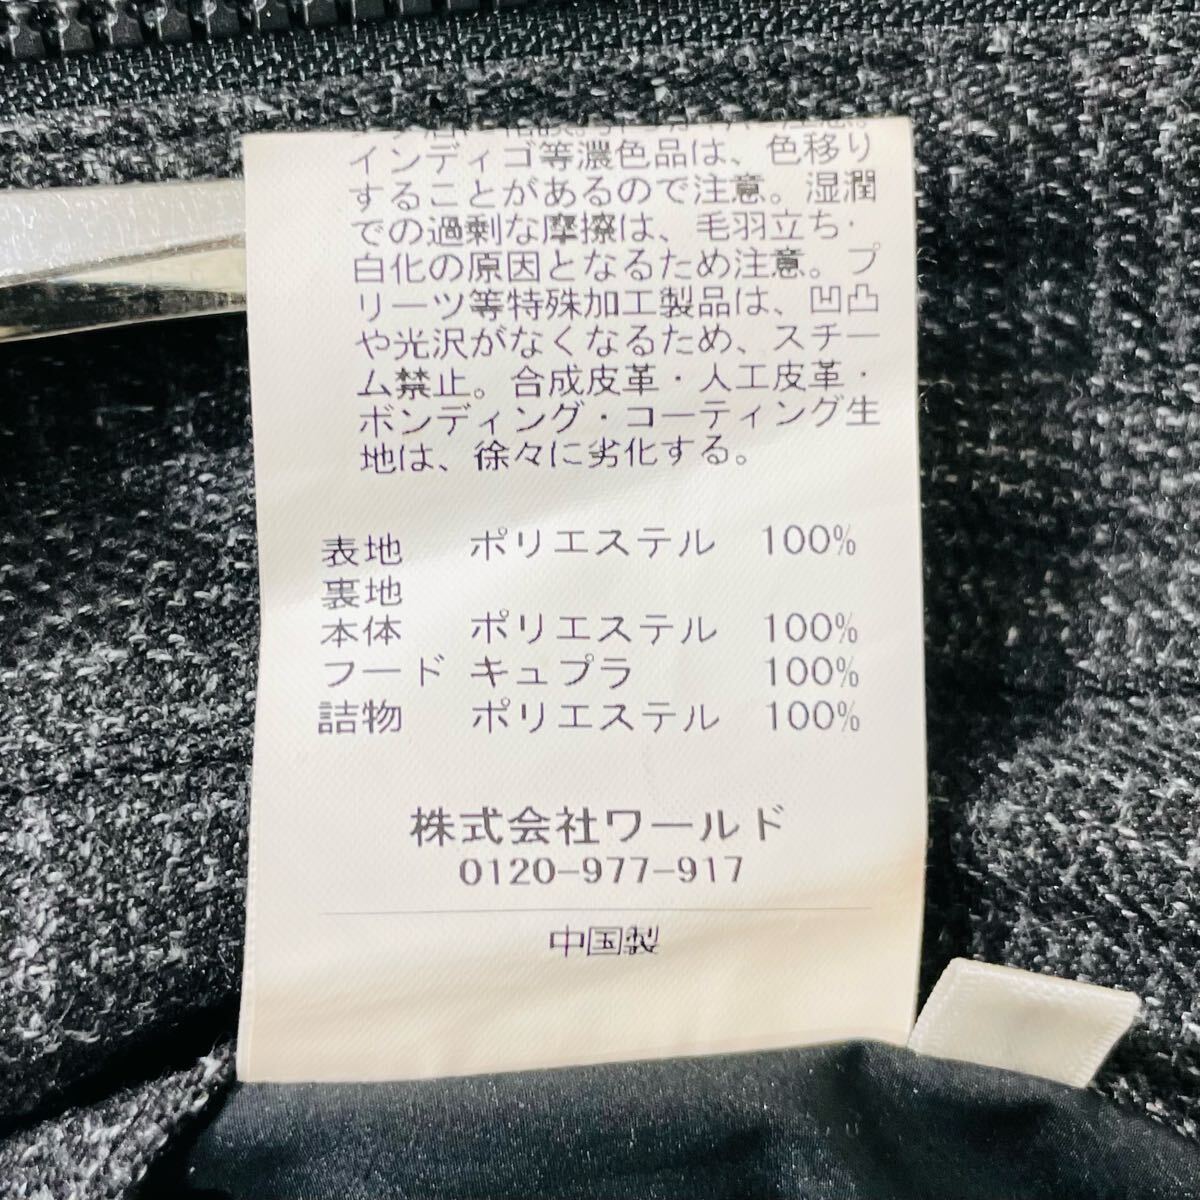 インディゴ等濃色品は、色移り
することがあるので注意。湿潤
での過剰な摩擦は、毛羽立ち・
白化の原因となるため注意。プ
リーツ等特殊加工製品は、凹凸
や光沢がなくなるため、スチー
ム禁止。合成皮革・人工皮革・
ボンディング・コーティング生
地は、徐々に劣化する。
表地 ポリエステル 100%
裏地
本体 ポリエステル 100%
フード キュプラ 100%
詰物 ポリエステル 100%
株式会社ワールド
0120-977-917
中国製